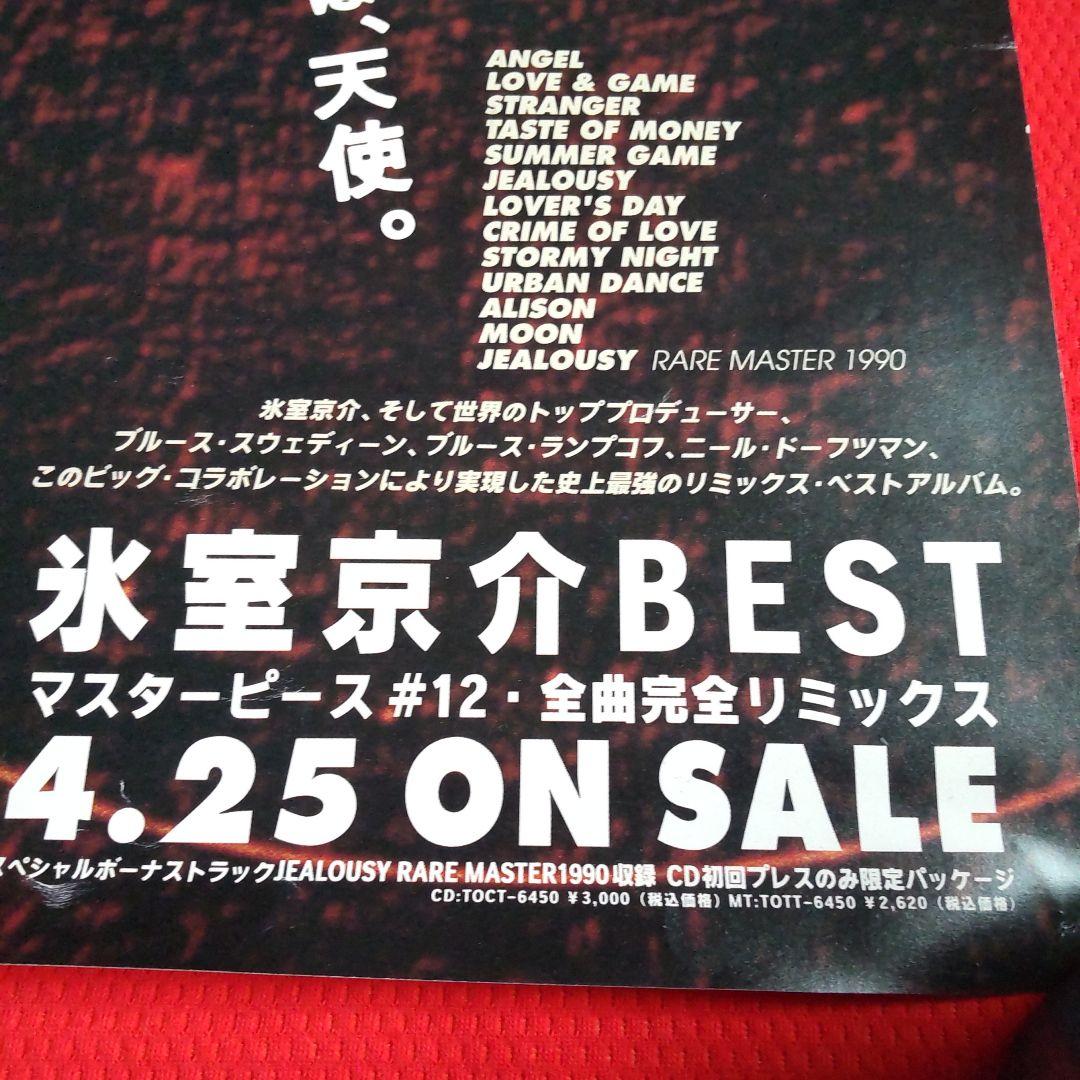 、天使。
ANGEL
LOVE & GAME
STRANGER
TASTE OF MONEY
SUMMER GAME
JEALOUSY
LOVER'S DAY
CRIME OF LOVE
STORMY NIGHT
URBAN DANCE
ALISON
MOON
JEALOUSY RARE MASTER 1990
氷室京介、そして世界のトッププロデューサー、
ブルース・スウェディーン、ブルース・ランプコフ、ニール・ドーフツマン、
このビッグ・コラボレーションにより実現した史上最強のリミックス・ベストアルバム。
氷室京介BEST
マスターピース#12・全曲完全リミックス
4.25 ON SALE
スペシャルボーナストラックJEALOUSY RARE MASTER1990収録 CD初回プレスのみ限定パッケージ
CD:TOCT-6450 ¥3,000（税込価格）MT:TOTT-6450 ¥2,620（税込価格）